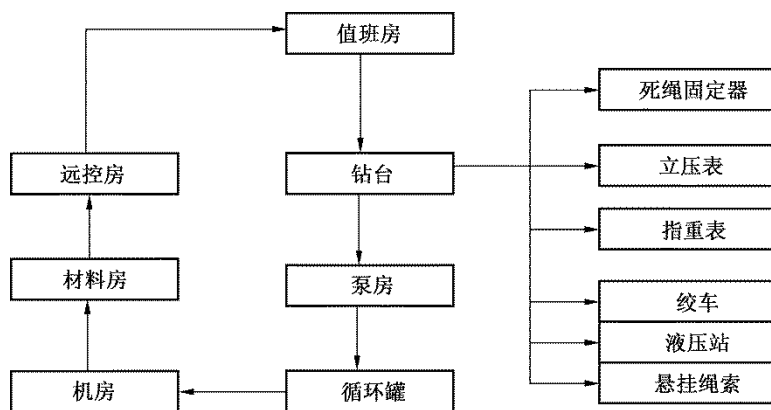 值班房
死绳固定器
远控房
钻台
立压表
指重表
材料房
泵房
绞车
液压站
机房
循环罐
悬挂绳索